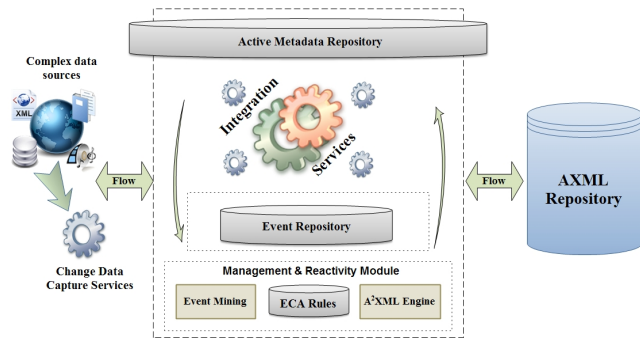 Active Metadata Repository
Complex data
sources
XML
Integration
Services
Flow
Flow
AXML
Repository
Event Repository
Change Data
Capture Services
Management & Reactivity Module
Event Mining
ECA Rules
A²XML Engine